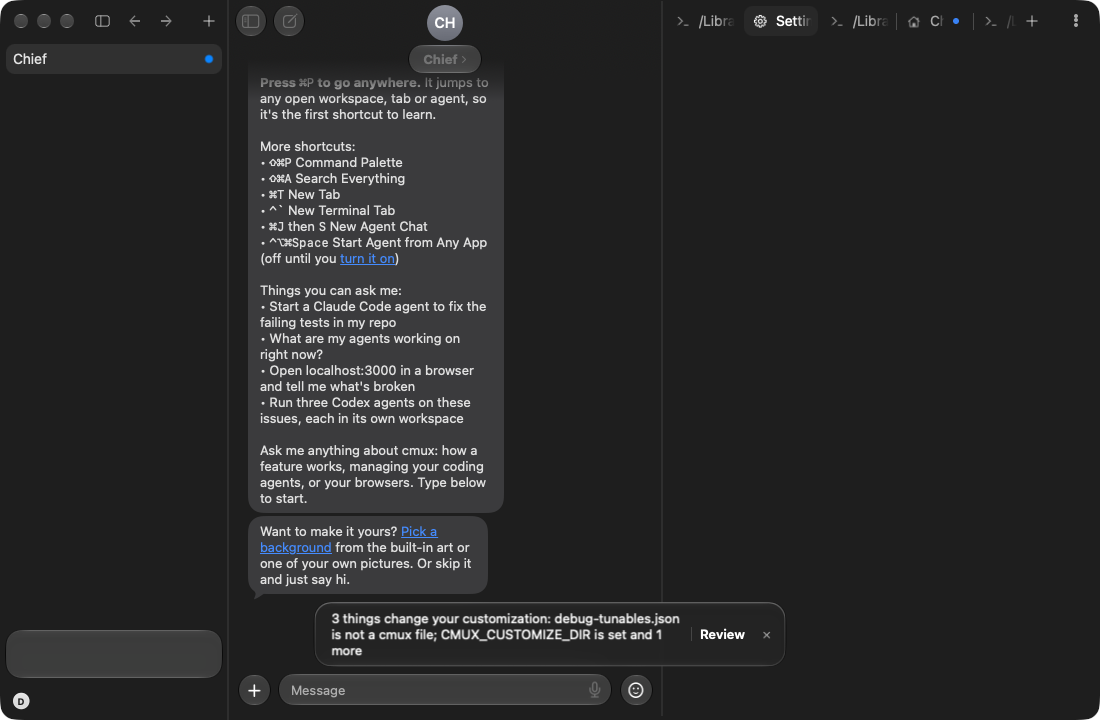 CH
>_ /Libra
Settin
>_ /Libra
Ch
>_
Chief
Chief ›
Press ⌘P to go anywhere. It jumps to
any open workspace, tab or agent, so
it's the first shortcut to learn.
More shortcuts:
• ⇧⌘P Command Palette
• ⇧⌘A Search Everything
• ⌘T New Tab
• ^` New Terminal Tab
• ⌘J then S New Agent Chat
• ^⌥⌘Space Start Agent from Any App
(off until you turn it on)
Things you can ask me:
• Start a Claude Code agent to fix the
failing tests in my repo
• What are my agents working on
right now?
• Open localhost:3000 in a browser
and tell me what's broken
• Run three Codex agents on these
issues, each in its own workspace
Ask me anything about cmux: how a
feature works, managing your coding
agents, or your browsers. Type below
to start.
Want to make it yours? Pick a
background from the built-in art or
one of your own pictures. Or skip it
and just say hi.
3 things change your customization: debug-tunables.json
is not a cmux file; CMUX_CUSTOMIZE_DIR is set and 1
more
Review ×
Message
D